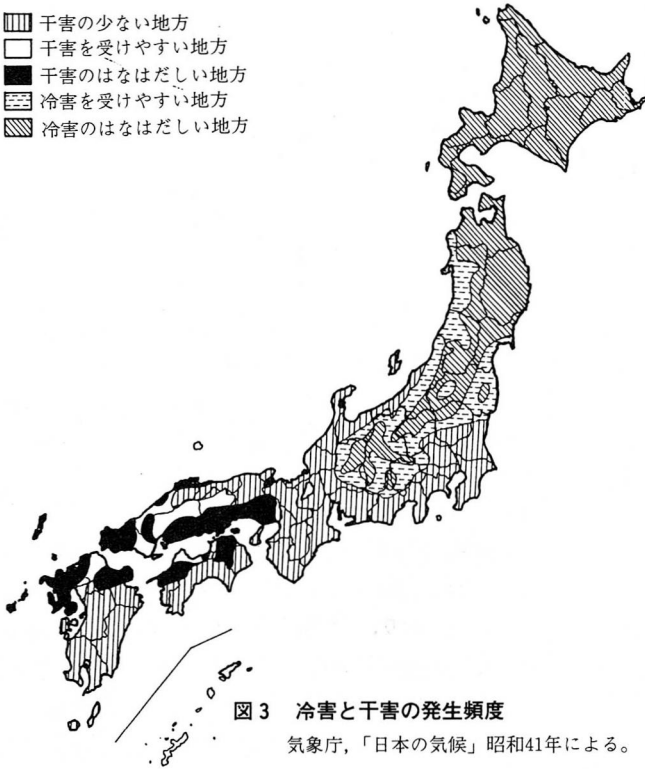 干害の少ない地方
干害を受けやすい地方
干害のはなはだしい地方
冷害を受けやすい地方
冷害のはなはだしい地方
図3 冷害と干害の発生頻度
気象庁,「日本の気候」昭和41年による。